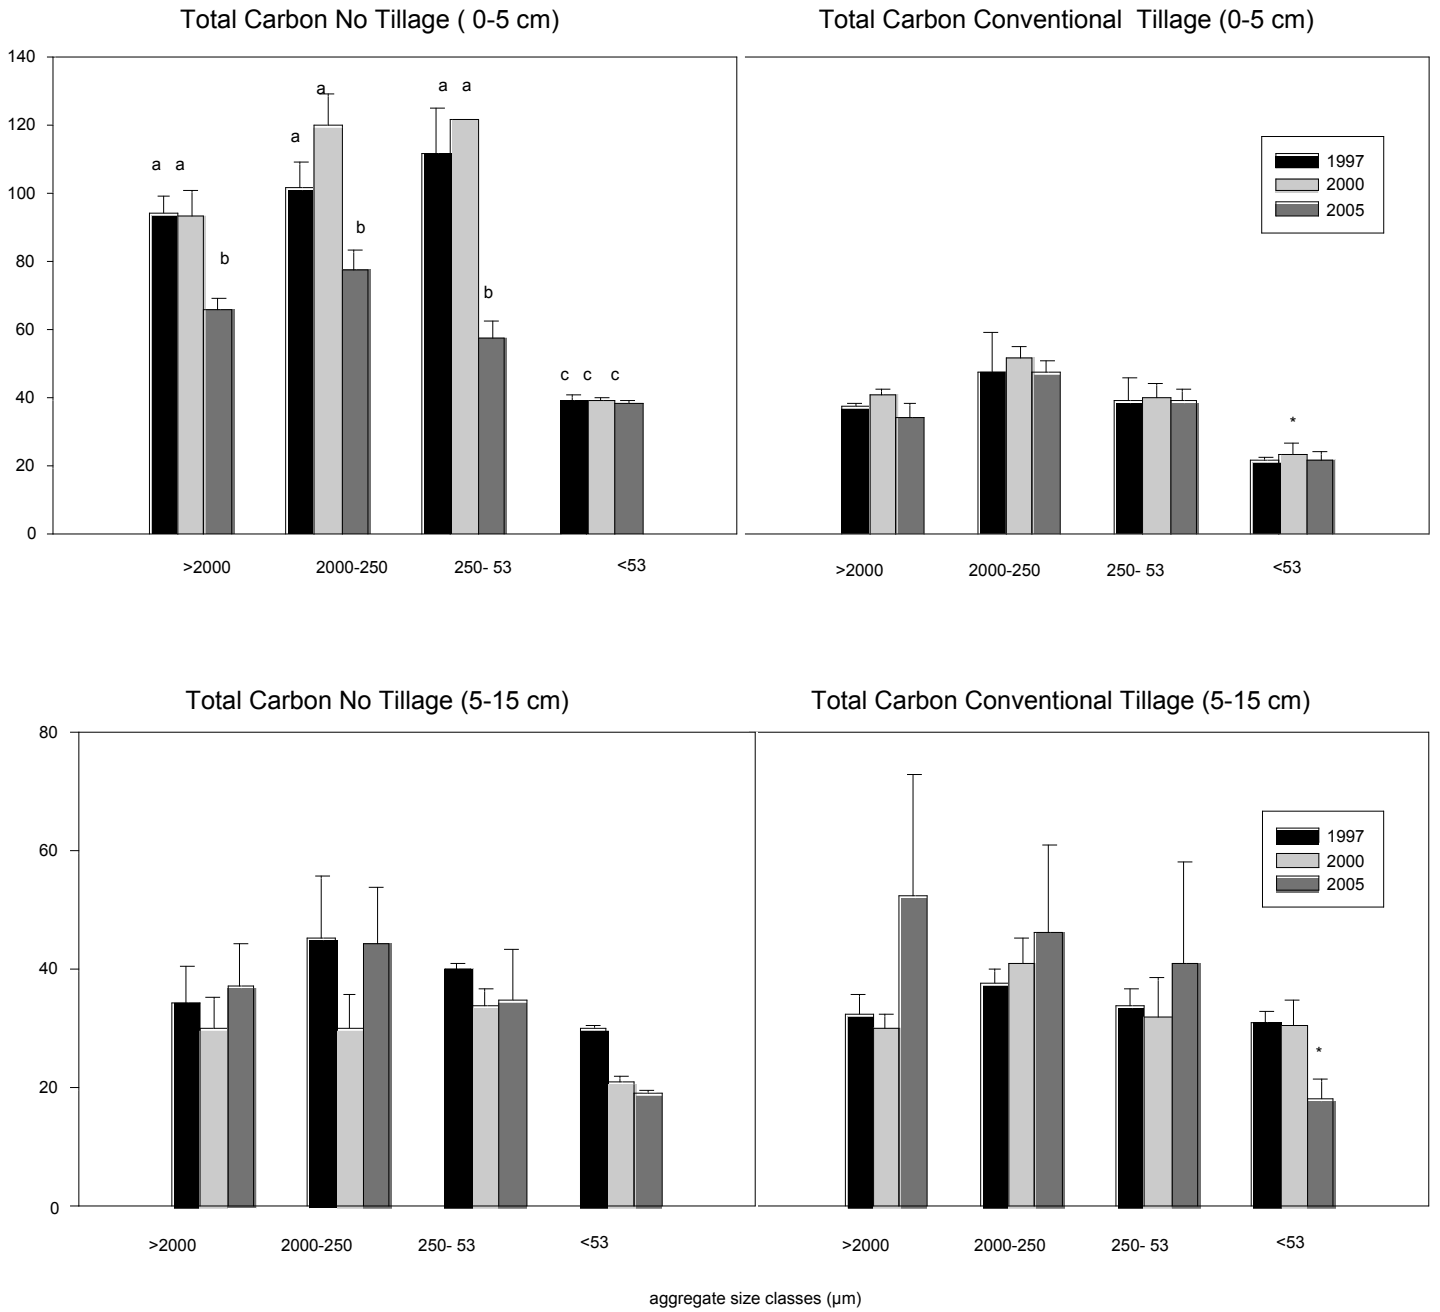 Total Carbon No Tillage ( 0-5 cm)
Total Carbon Conventional  Tillage (0-5 cm)
140
120
100
80
60
40
20
0
a a
b
a
a
b
a a
b
c c c
*
1997
2000
2005
>2000
2000-250
250- 53
<53
>2000
2000-250
250- 53
<53
Total Carbon No Tillage (5-15 cm)
Total Carbon Conventional Tillage (5-15 cm)
80
60
40
20
0
*
1997
2000
2005
>2000
2000-250
250- 53
<53
>2000
2000-250
250- 53
<53
aggregate size classes (µm)